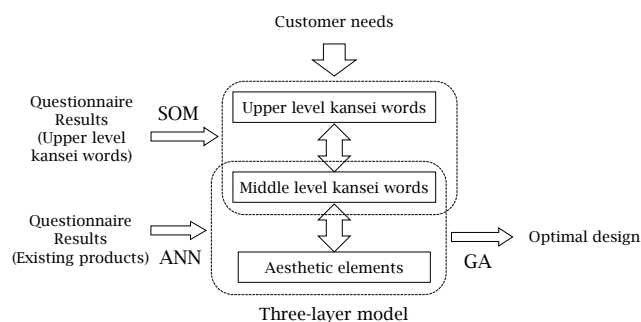 Customer needs
Questionnaire
Results
(Upper level
kansei words)
SOM
Upper level kansei words
Middle level kansei words
Questionnaire
Results
(Existing products)
ANN
Aesthetic elements
GA
Optimal design
Three-layer model